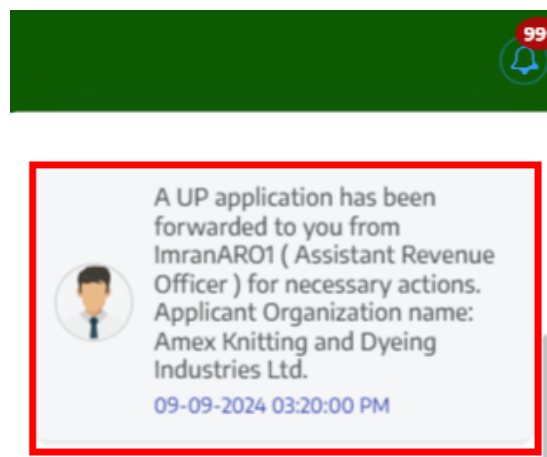 99
A UP application has been
forwarded to you from
ImranARO1 ( Assistant Revenue
Officer ) for necessary actions.
Applicant Organization name:
Amex Knitting and Dyeing
Industries Ltd.
09-09-2024 03:20:00 PM